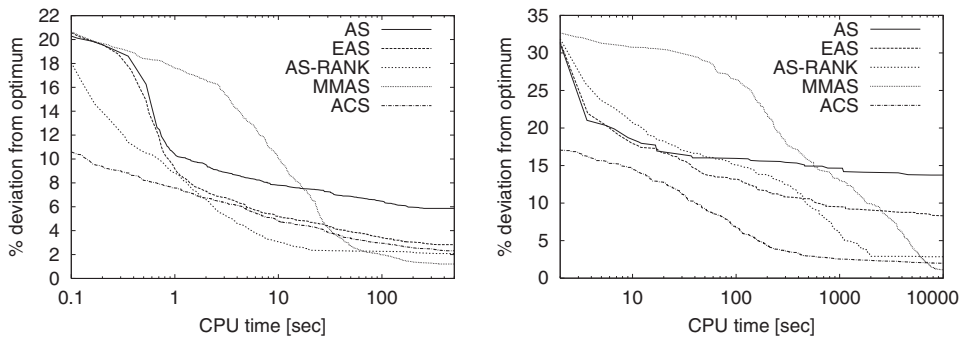 % deviation from optimum
22
20
18
16
14
12
10
8
6
4
2
0
0.1 1 10 100
CPU time [sec]
AS
EAS
AS-RANK
MMAS
ACS
% deviation from optimum
35
30
25
20
15
10
5
0
10 100 1000 10000
CPU time [sec]
AS
EAS
AS-RANK
MMAS
ACS